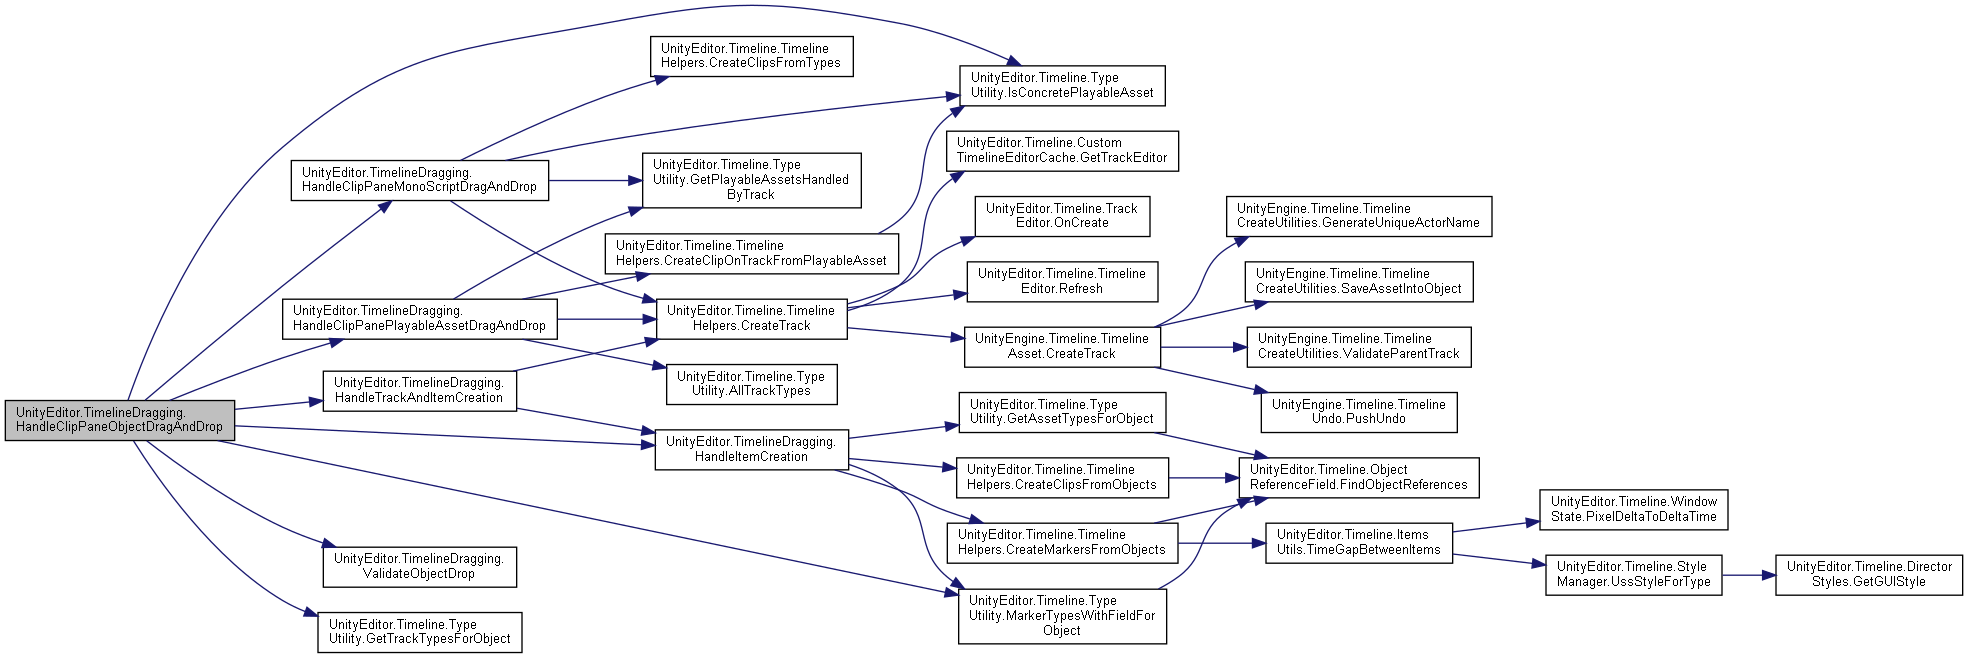 UnityEditor.TimelineDragging.
HandleClipPaneObjectDragAndDrop
UnityEditor.TimelineDragging.
HandleClipPaneMonoScriptDragAndDrop
UnityEditor.TimelineDragging.
HandleClipPanePlayableAssetDragAndDrop
UnityEditor.TimelineDragging.
HandleTrackAndItemCreation
UnityEditor.TimelineDragging.
ValidateObjectDrop
UnityEditor.Timeline.Type
Utility.GetTrackTypesForObject
UnityEditor.Timeline.Timeline
Helpers.CreateClipsFromTypes
UnityEditor.Timeline.Type
Utility.GetPlayableAssetsHandled
ByTrack
UnityEditor.Timeline.Timeline
Helpers.CreateClipOnTrackFromPlayableAsset
UnityEditor.Timeline.Timeline
Helpers.CreateTrack
UnityEditor.Timeline.Type
Utility.AllTrackTypes
UnityEditor.TimelineDragging.
HandleItemCreation
UnityEditor.Timeline.Type
Utility.IsConcretePlayableAsset
UnityEditor.Timeline.Custom
TimelineEditorCache.GetTrackEditor
UnityEditor.Timeline.Track
Editor.OnCreate
UnityEditor.Timeline.Timeline
Editor.Refresh
UnityEngine.Timeline.Timeline
Asset.CreateTrack
UnityEditor.Timeline.Type
Utility.GetAssetTypesForObject
UnityEditor.Timeline.Timeline
Helpers.CreateClipsFromObjects
UnityEditor.Timeline.Timeline
Helpers.CreateMarkersFromObjects
UnityEditor.Timeline.Type
Utility.MarkerTypesWithFieldFor
Object
UnityEngine.Timeline.Timeline
CreateUtilities.GenerateUniqueActorName
UnityEngine.Timeline.Timeline
CreateUtilities.SaveAssetIntoObject
UnityEngine.Timeline.Timeline
CreateUtilities.ValidateParentTrack
UnityEngine.Timeline.Timeline
Undo.PushUndo
UnityEditor.Timeline.Object
ReferenceField.FindObjectReferences
UnityEditor.Timeline.Items
Utils.TimeGapBetweenItems
UnityEditor.Timeline.Window
State.PixelDeltaToDeltaTime
UnityEditor.Timeline.Style
Manager.UssStyleForType
UnityEditor.Timeline.Director
Styles.GetGUIStyle